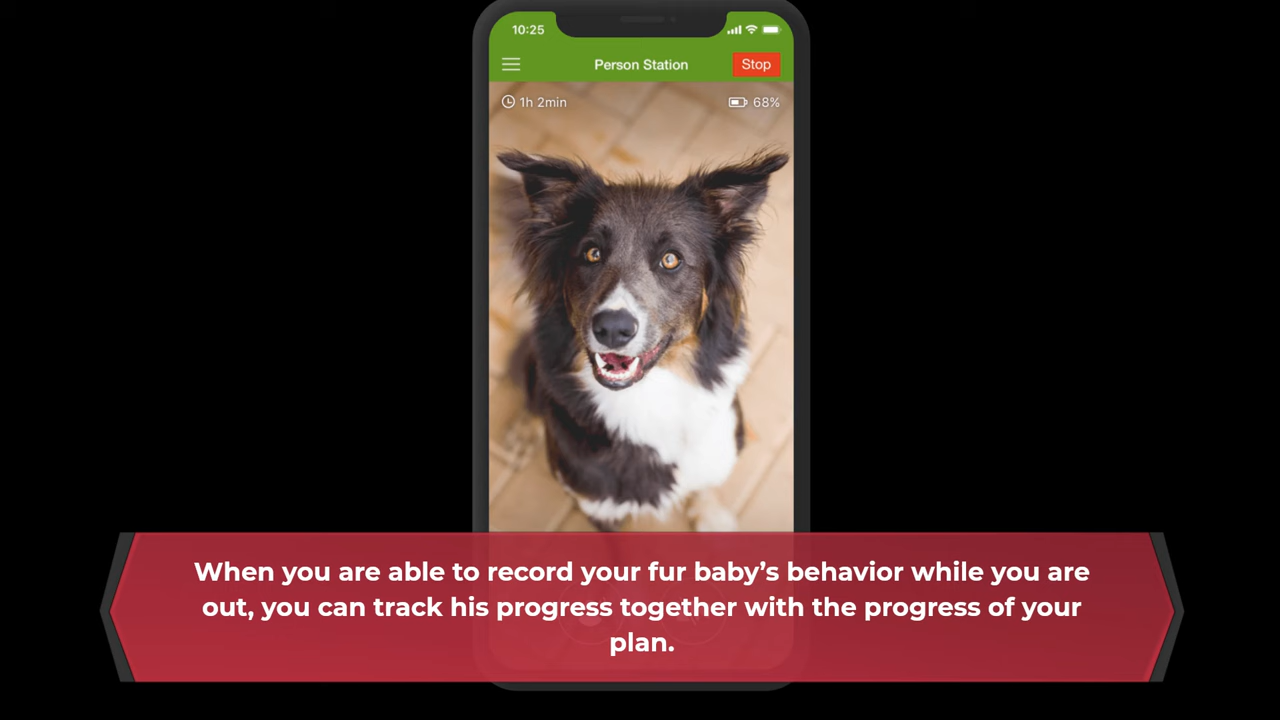 10:25
Person Station
Stop
1h 2min
68%
When you are able to record your fur baby’s behavior while you are
out, you can track his progress together with the progress of your
plan.